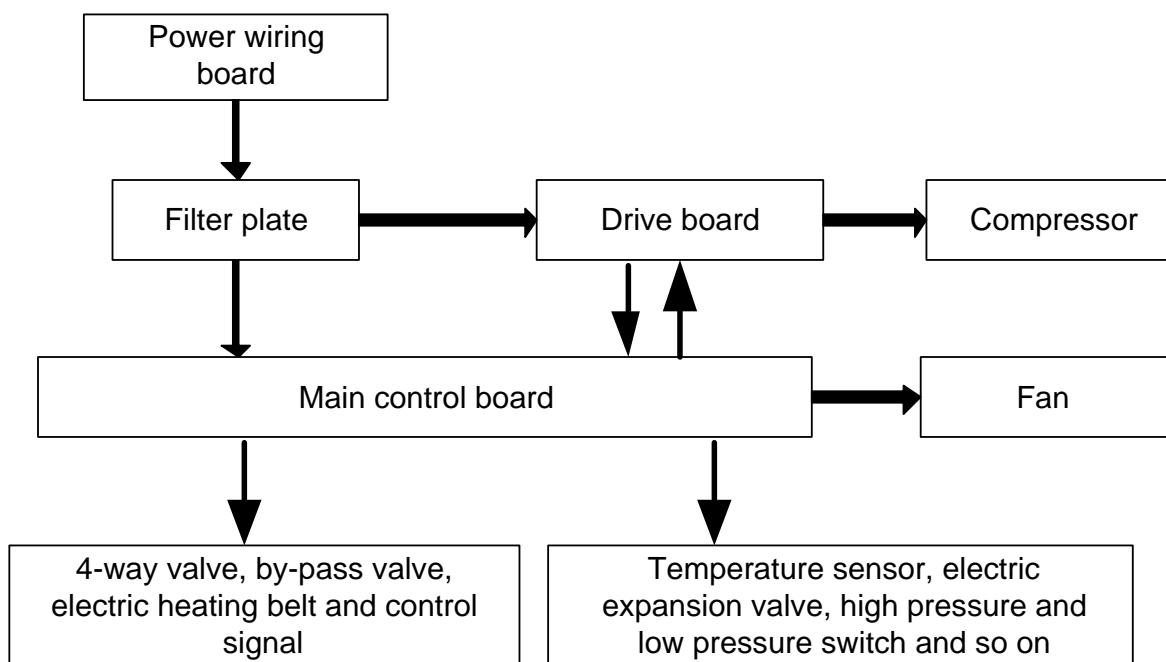 Power wiring
board
Filter plate
Drive board
Compressor
Main control board
Fan
4-way valve, by-pass valve,
electric heating belt and control
signal
Temperature sensor, electric
expansion valve, high pressure and
low pressure switch and so on